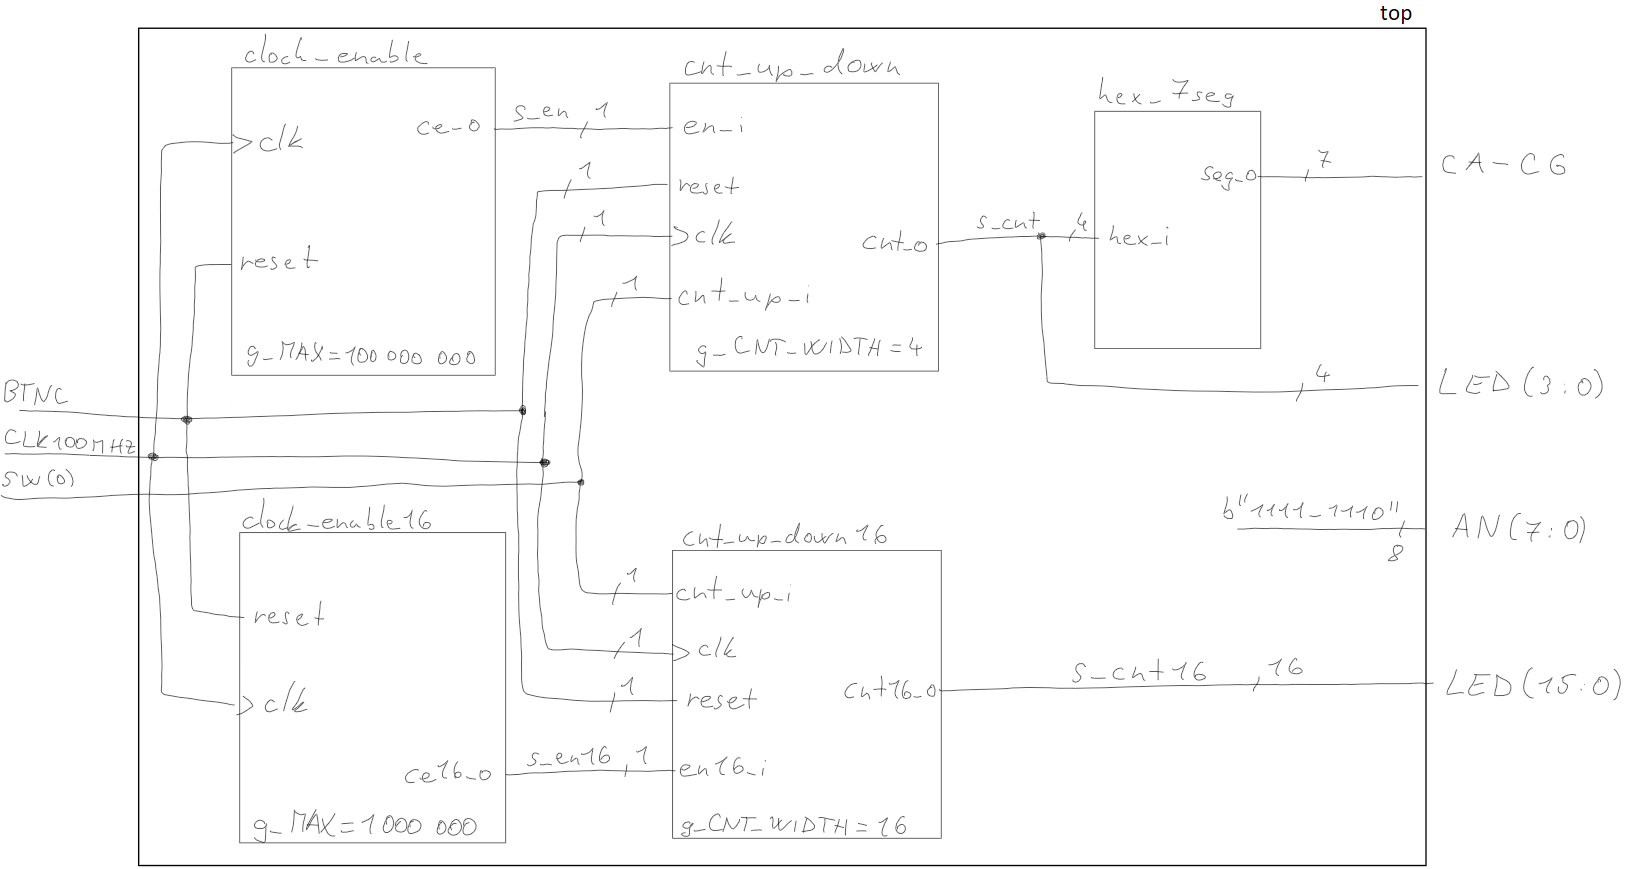 top
clock_enable
clk
ce_o
reset
g_MAX=100 000 000
s_en
1
cnt_up_down
en_i
1
reset
1
clk
cnt_o
1
cnt_up_i
g_CNT_WIDTH=4
s_cnt
4
hex_7seg
seg_o
hex_i
7
CA-CG
4
LED(3:0)
BTNC
CLK100MHZ
SW(0)
b"1111_1110"
8
AN(7:0)
clock_enable16
reset
clk
ce16_o
g_MAX=1 000 000
s_en16
1
cnt_up_down16
1
cnt_up_i
1
clk
1
reset
cnt16_o
en16_i
g_CNT_WIDTH=16
s_cnt16
16
LED(15:0)